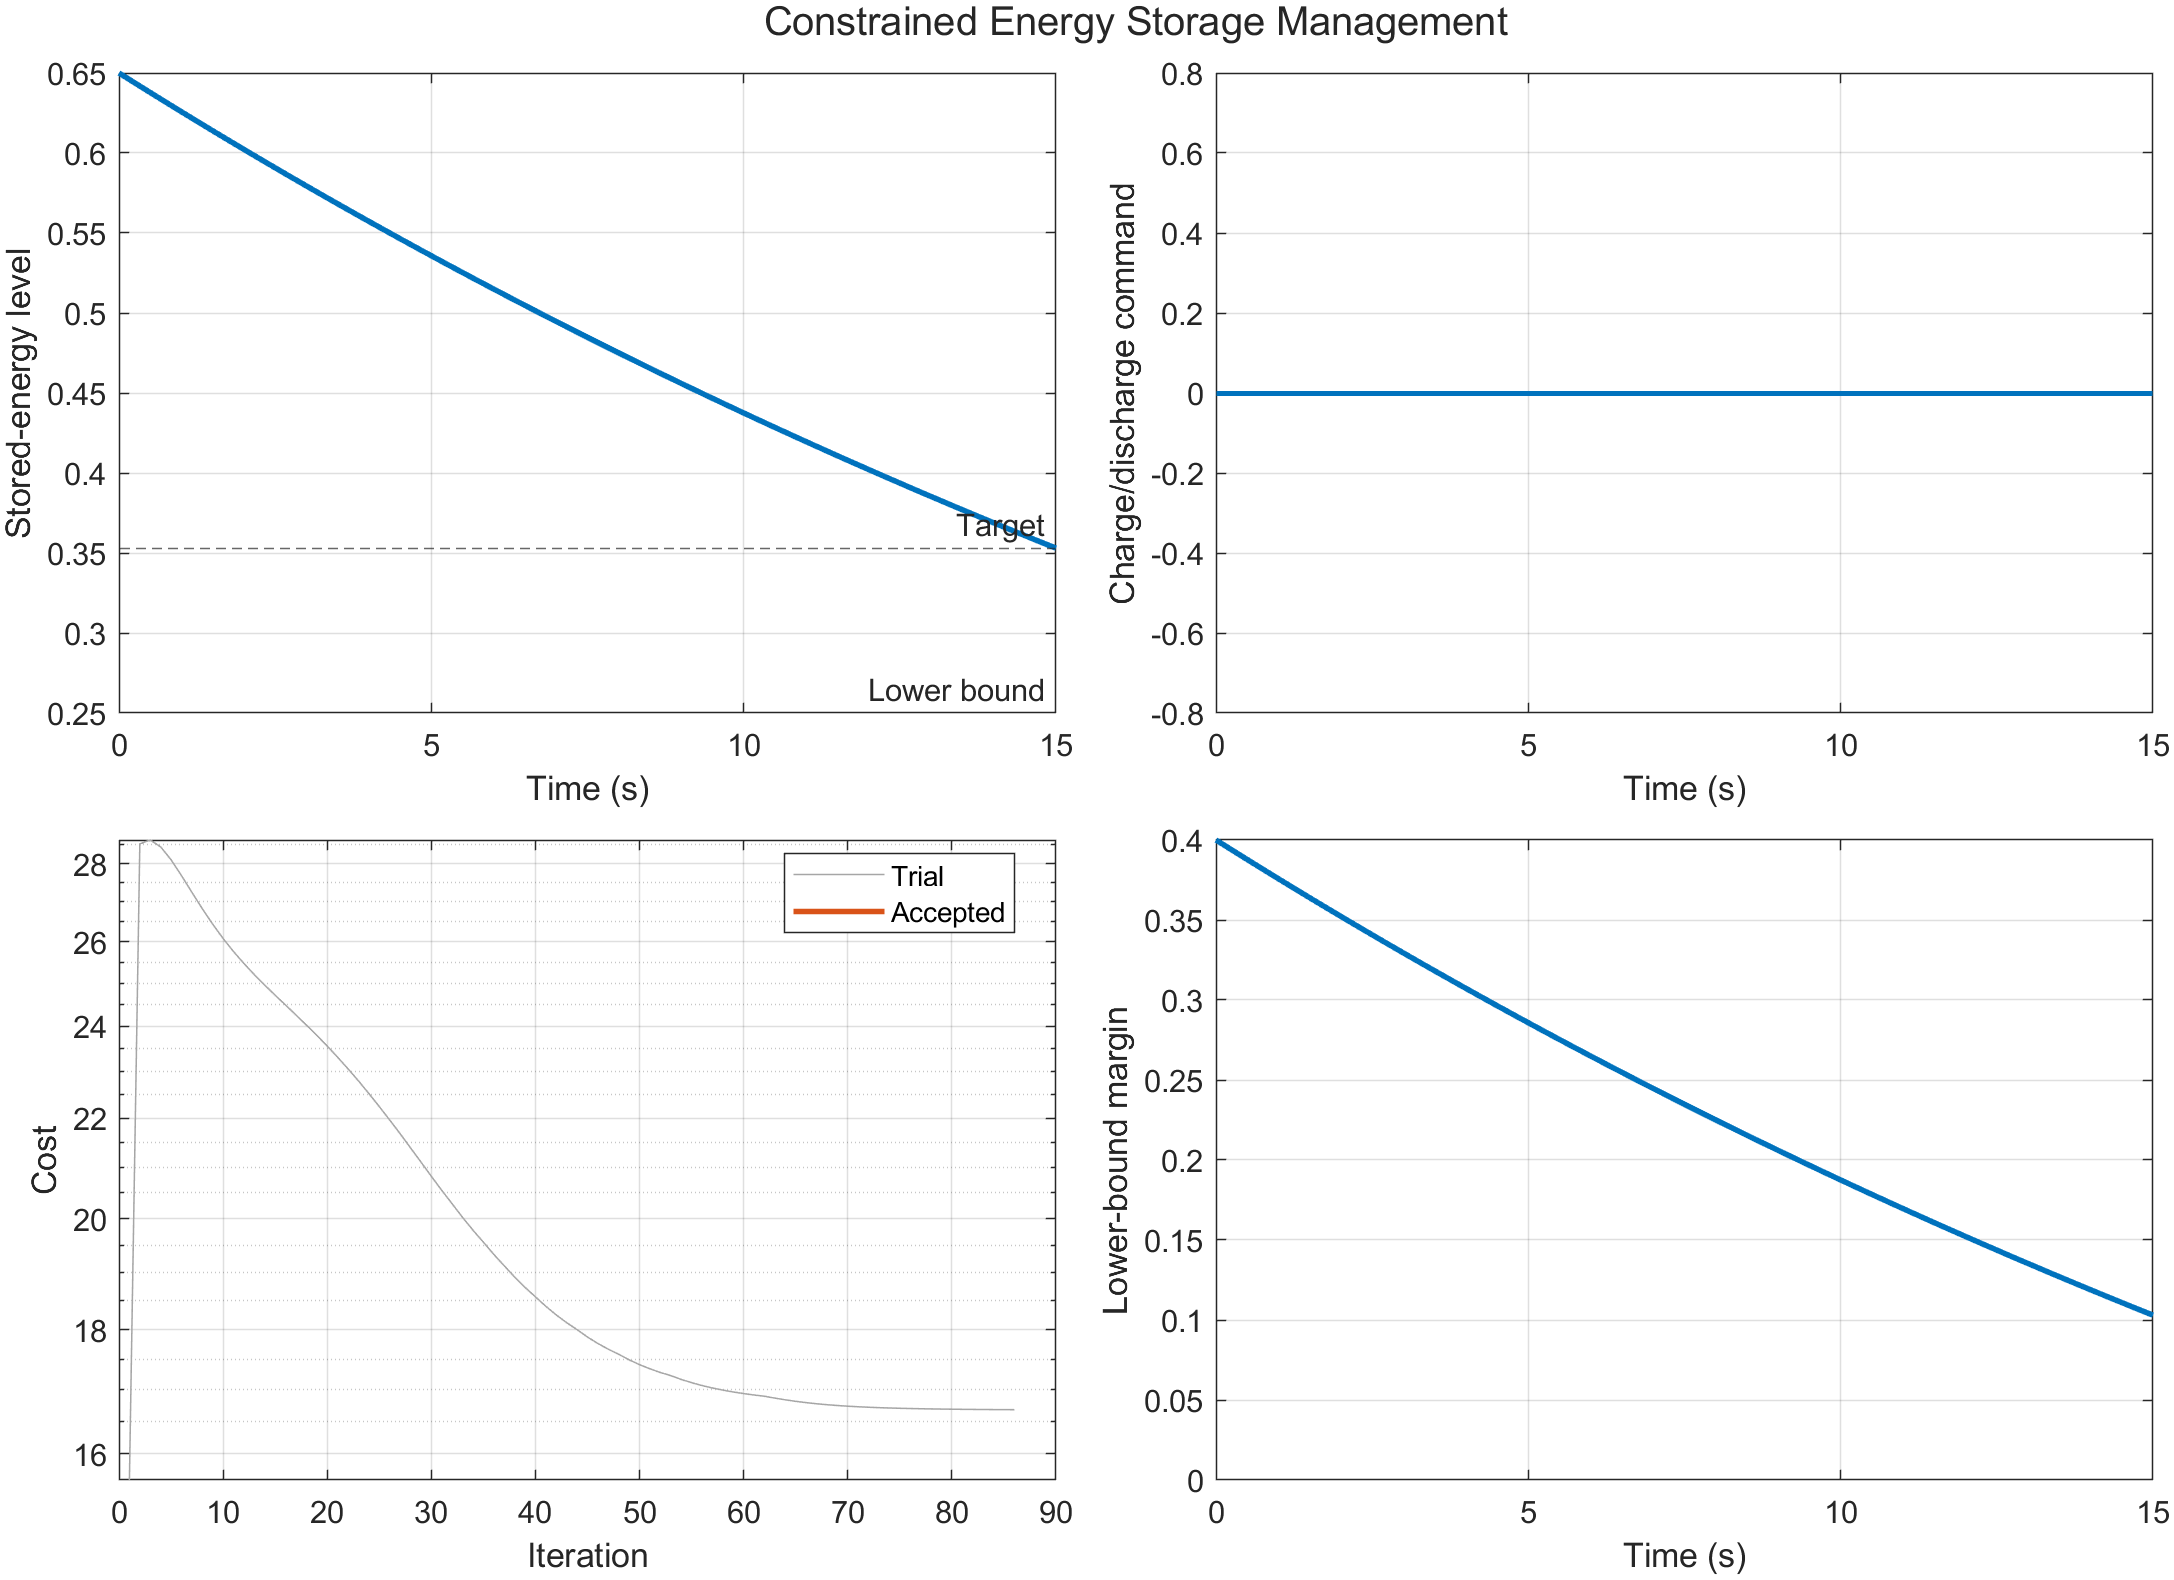 Constrained Energy Storage Management
Stored-energy level
0.65
0.6
0.55
0.5
0.45
0.4
0.35
0.3
0.25
Target
Lower bound
0 5 10 15
Time (s)
Charge/discharge command
0.8
0.6
0.4
0.2
0
-0.2
-0.4
-0.6
-0.8
0 5 10 15
Time (s)
Cost
28
26
24
22
20
18
16
Trial
Accepted
0 10 20 30 40 50 60 70 80 90
Iteration
Lower-bound margin
0.4
0.35
0.3
0.25
0.2
0.15
0.1
0.05
0
0 5 10 15
Time (s)